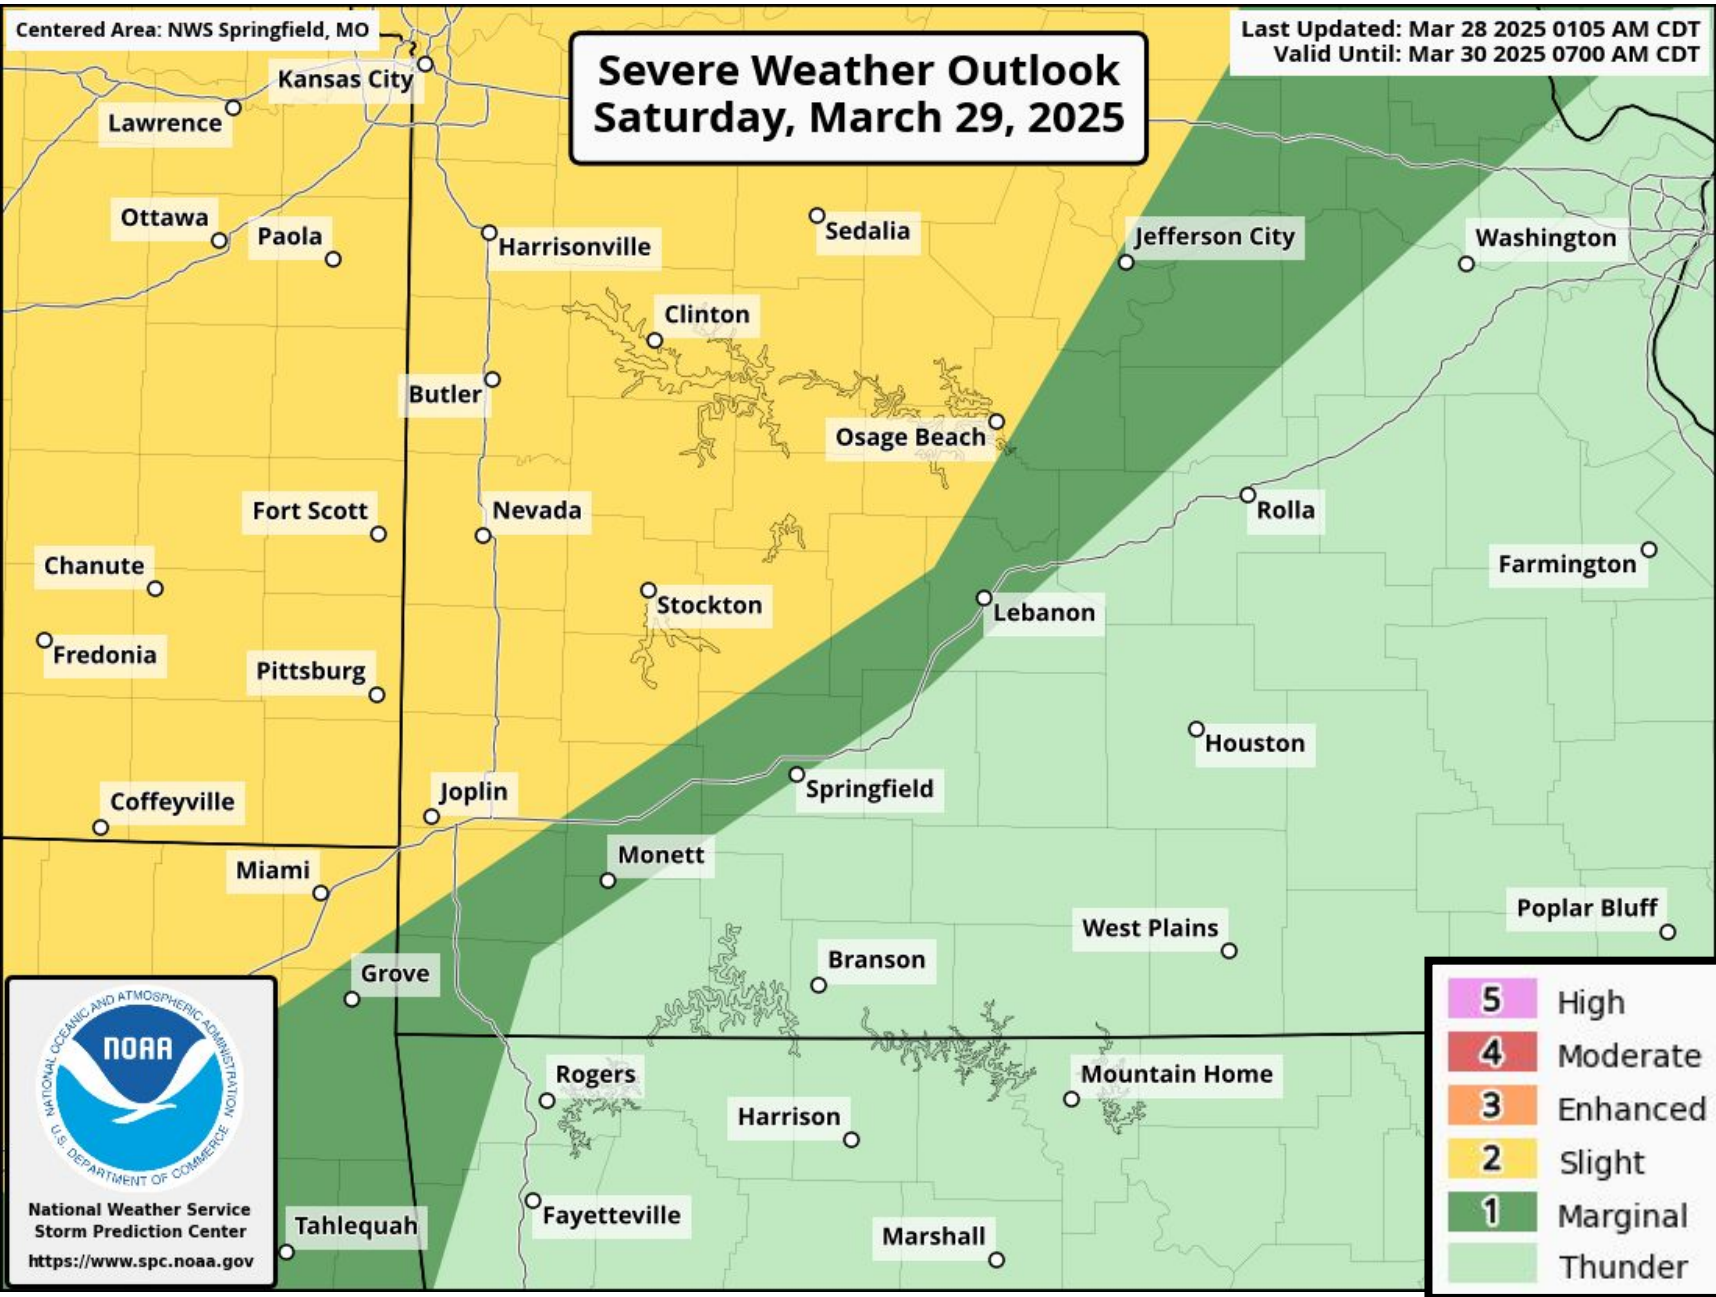 Centered Area: NWS Springfield, MO
Last Updated: Mar 28 2025 0105 AM CDT
Valid Until: Mar 30 2025 0700 AM CDT
Severe Weather Outlook
Saturday, March 29, 2025
Kansas City
Lawrence
Ottawa
Paola
Harrisonville
Sedalia
Jefferson City
Washington
Clinton
Butler
Osage Beach
Fort Scott
Nevada
Rolla
Chanute
Farmington
Stockton
Lebanon
Fredonia
Pittsburg
Houston
Coffeyville
Joplin
Springfield
Miami
Monett
Poplar Bluff
West Plains
Grove
Branson
Rogers
Mountain Home
Harrison
Tahlequah
Fayetteville
Marshall
NATIONAL OCEANIC AND ATMOSPHERIC ADMINISTRATION
NOAA
U.S. DEPARTMENT OF COMMERCE
National Weather Service
Storm Prediction Center
https://www.spc.noaa.gov
5 High
4 Moderate
3 Enhanced
2 Slight
1 Marginal
Thunder